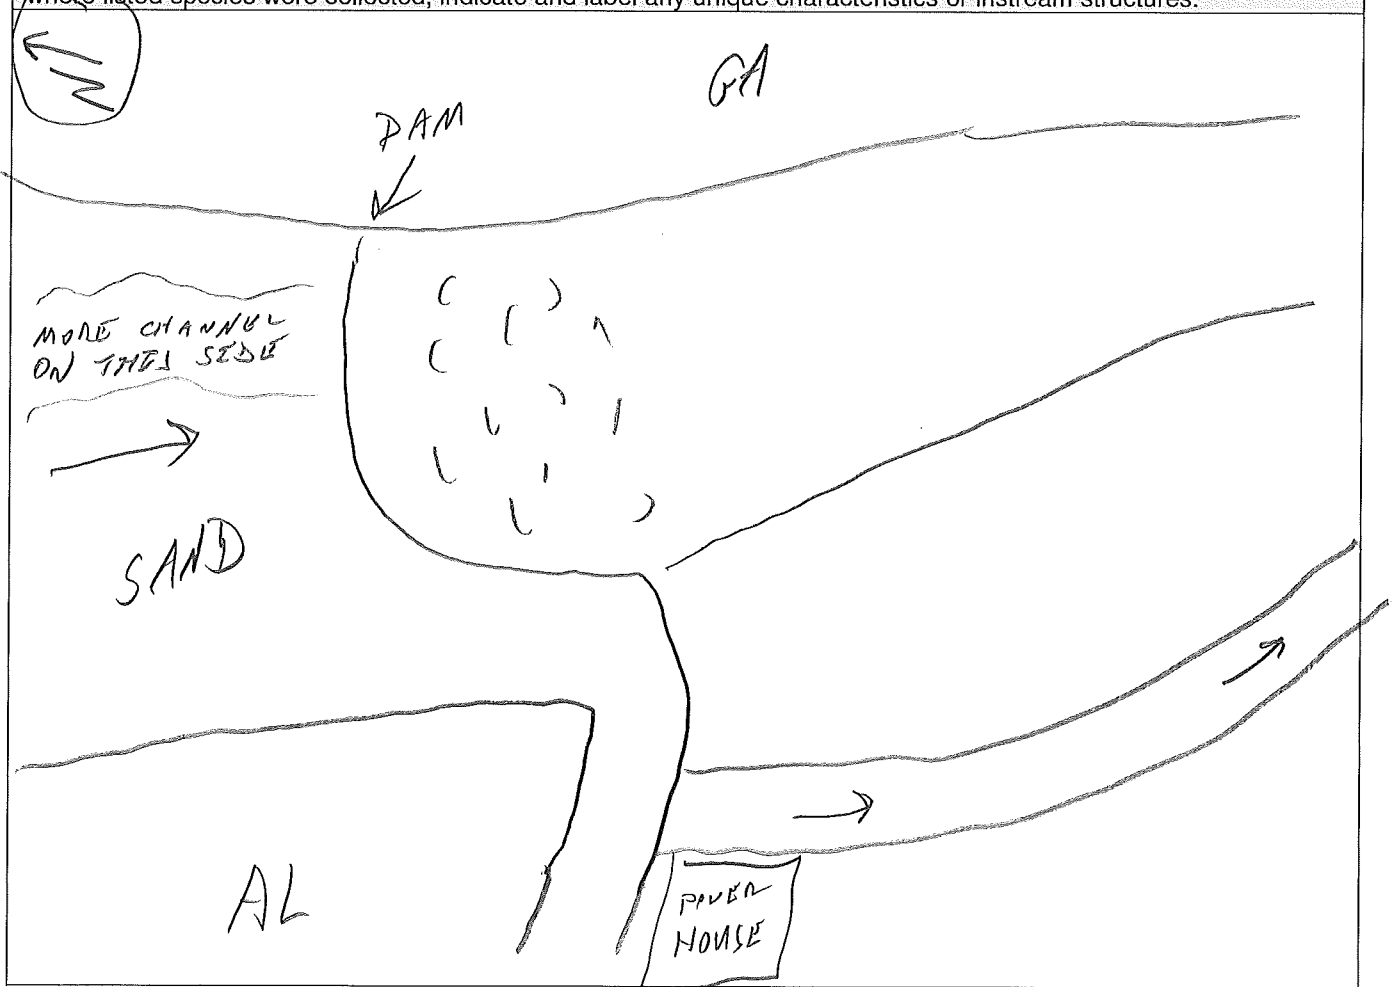 where listed species were collected, indicate and label any unique characteristics or instream structures.
N
GA
DAM
MORE CHANNEL
ON THIS SIDE
SAND
AL
POWER
HOUSE